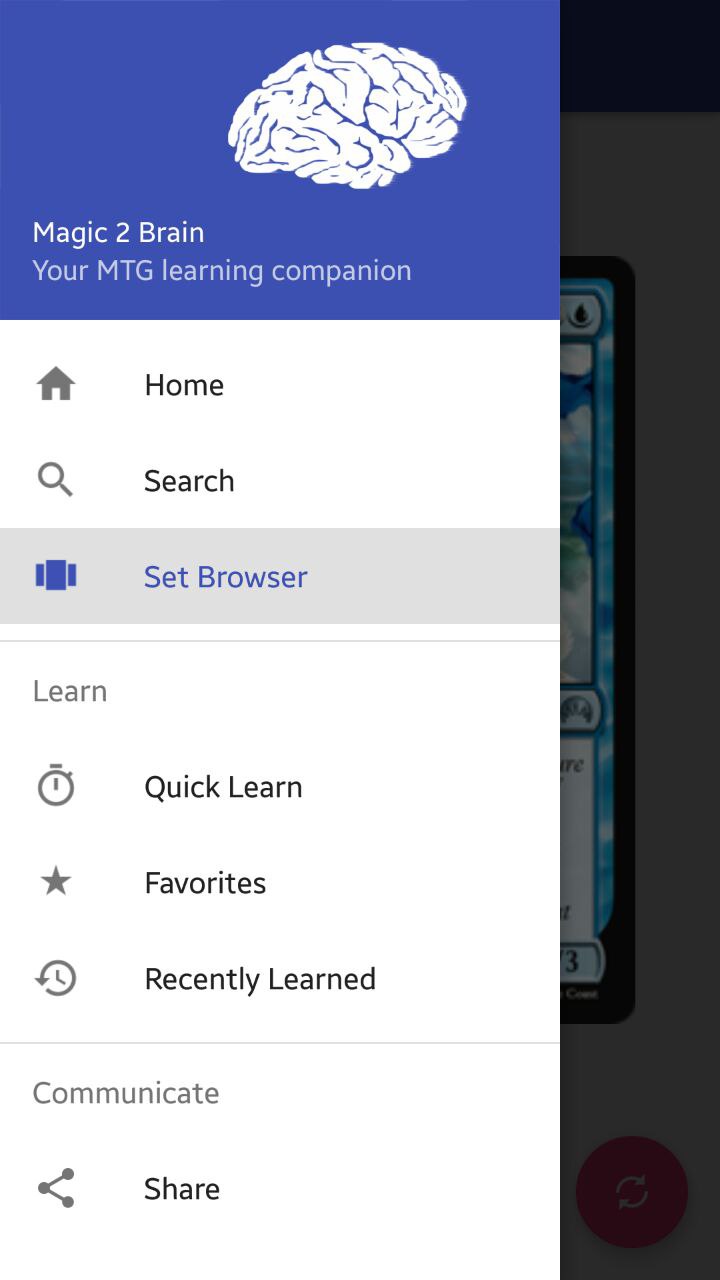 Magic 2 Brain
Your MTG learning companion
Home
Search
Set Browser
Learn
Quick Learn
Favorites
Recently Learned
Communicate
Share